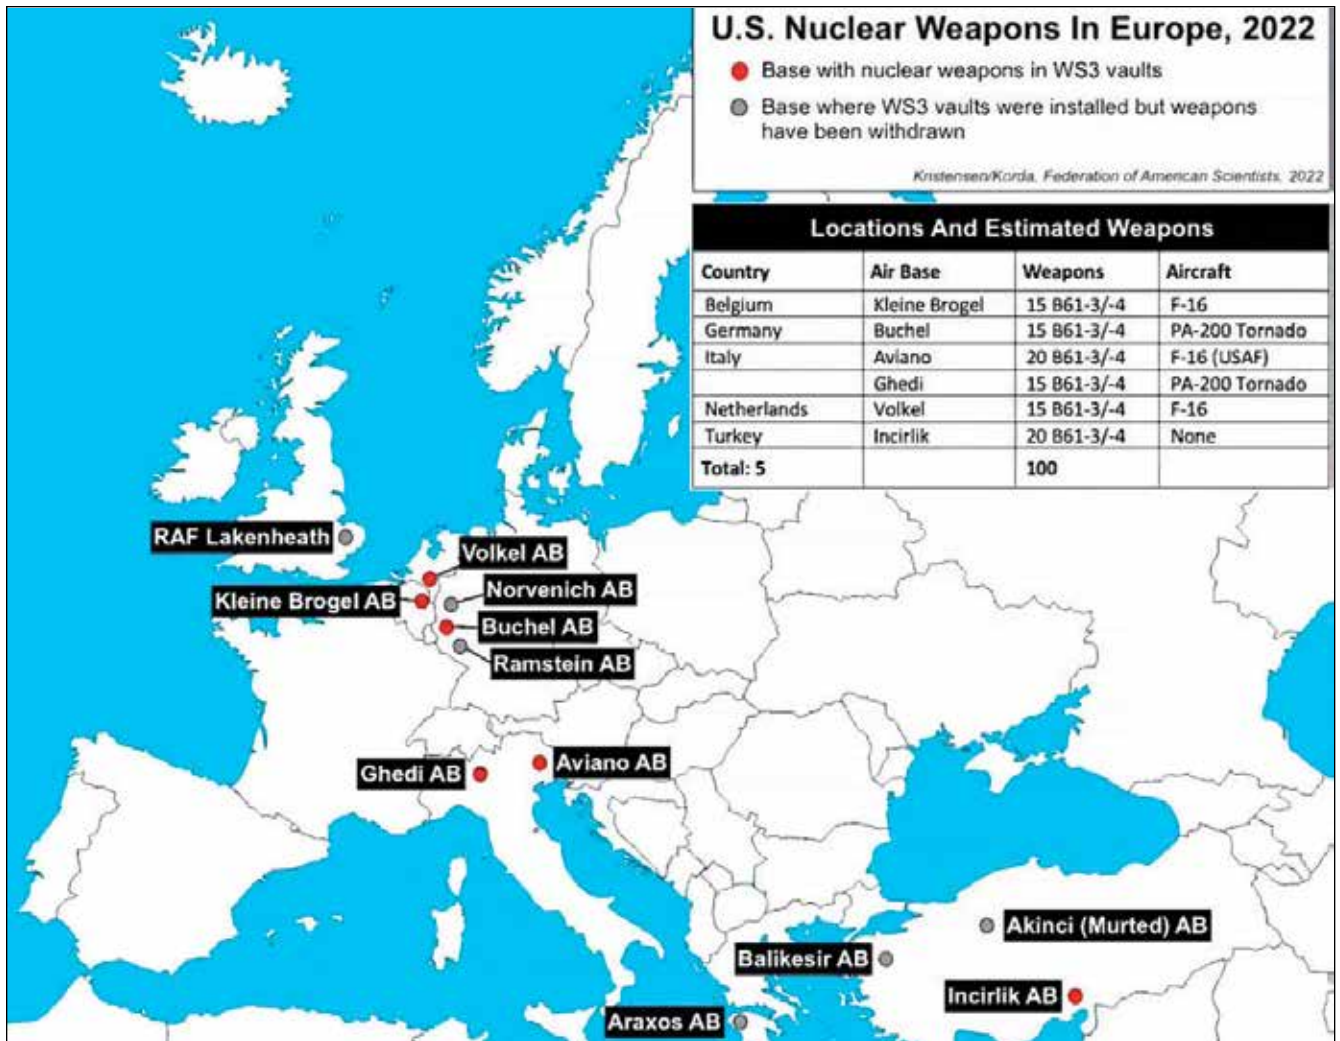 U.S. Nuclear Weapons In Europe, 2022
Base with nuclear weapons in WS3 vaults
Base where WS3 vaults were installed but weapons
have been withdrawn
Kristensen/Korda, Federation of American Scientists, 2022
Locations And Estimated Weapons
Country Air Base Weapons Aircraft
Belgium Kleine Brogel 15 B61-3/-4 F-16
Germany Buchel 15 B61-3/-4 PA-200 Tornado
Italy Aviano 20 B61-3/-4 F-16 (USAF)
Ghedi 15 B61-3/-4 PA-200 Tornado
Netherlands Volkel 15 B61-3/-4 F-16
Turkey Incirlik 20 B61-3/-4 None
Total: 5 100
RAF Lakenheath
Volkel AB
Norvenich AB
Kleine Brogel AB
Buchel AB
Ramstein AB
Aviano AB
Ghedi AB
Akinci (Murted) AB
Balikesir AB
Incirlik AB
Araxos AB